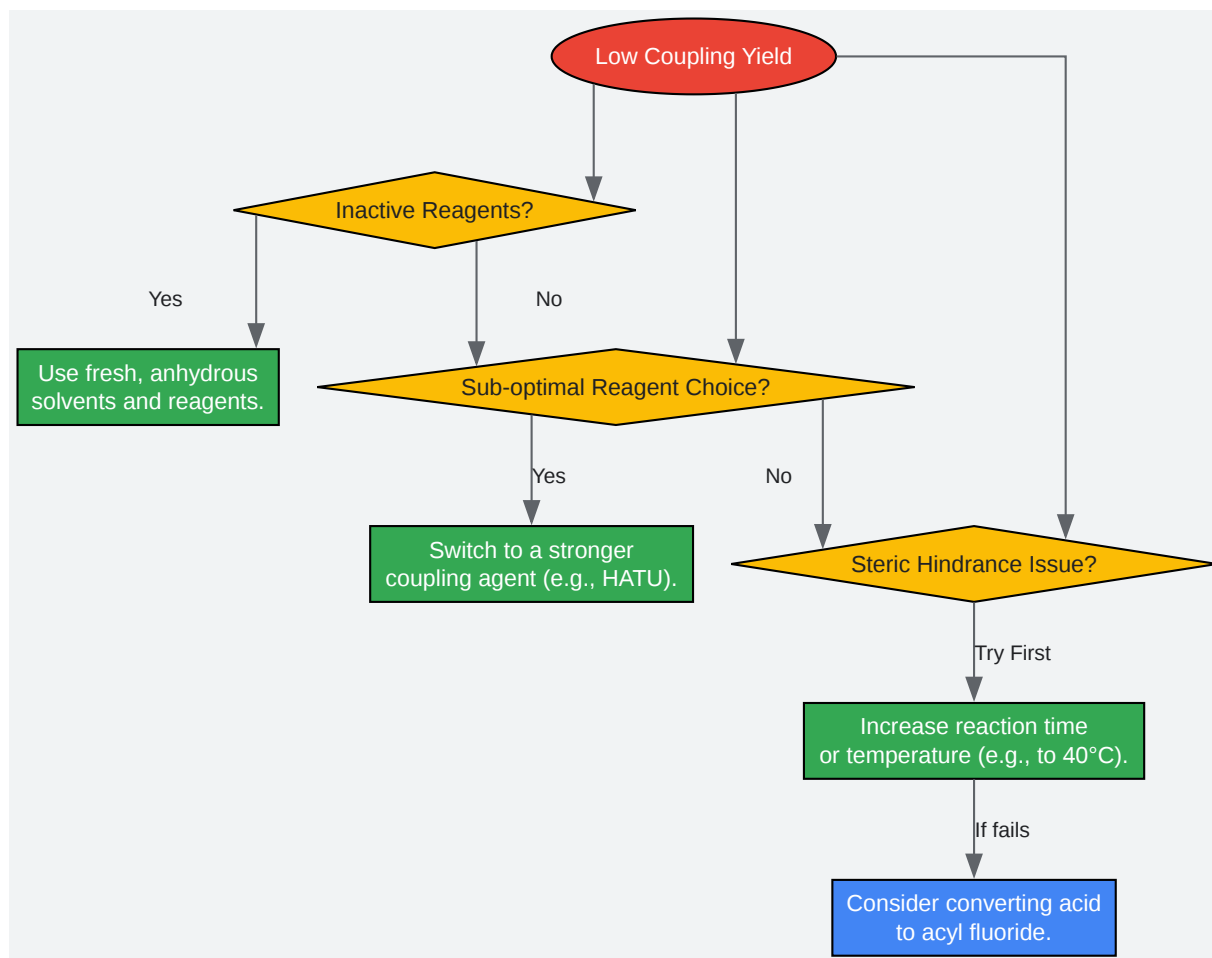 Low Coupling Yield
Inactive Reagents?
Yes
No
Use fresh, anhydrous
solvents and reagents.
Sub-optimal Reagent Choice?
Yes
No
Switch to a stronger
coupling agent (e.g., HATU).
Steric Hindrance Issue?
Try First
Increase reaction time
or temperature (e.g., to 40°C).
If fails
Consider converting acid
to acyl fluoride.